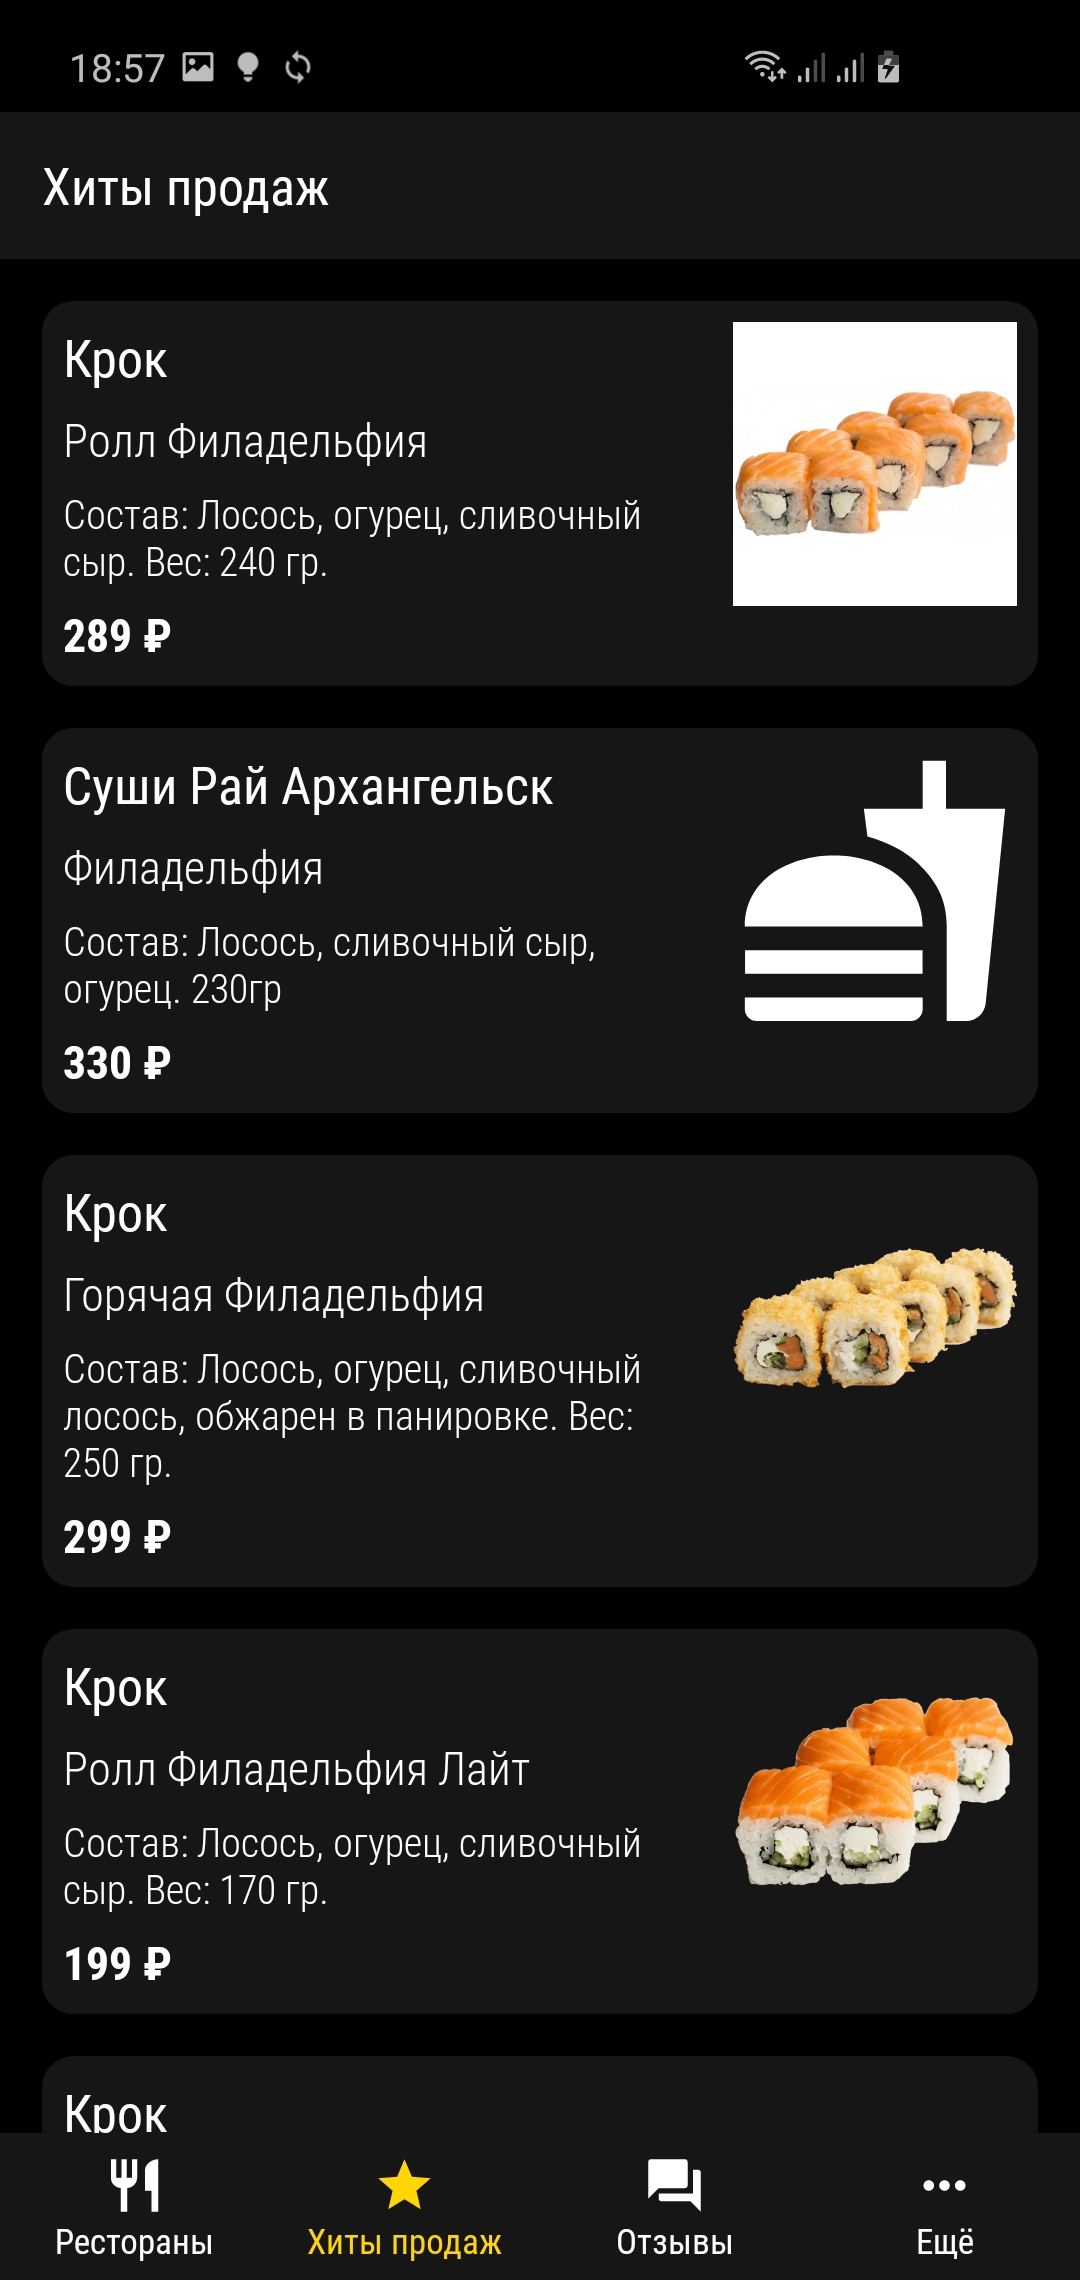 18:57
Хиты продаж
Крок
Ролл Филадельфия
Состав: Лосось, огурец, сливочный
сыр. Вес: 240 гр.
289 ₽
Суши Рай Архангельск
Филадельфия
Состав: Лосось, сливочный сыр,
огурец. 230гр
330 ₽
Крок
Горячая Филадельфия
Состав: Лосось, огурец, сливочный
лосось, обжарен в панировке. Вес:
250 гр.
299 ₽
Крок
Ролл Филадельфия Лайт
Состав: Лосось, огурец, сливочный
сыр. Вес: 170 гр.
199 ₽
Крок
Рестораны
Хиты продаж
Отзывы
Ещё